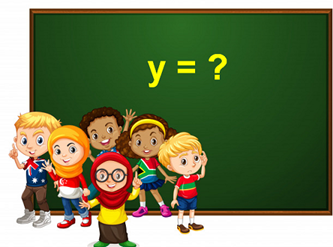 y = ?